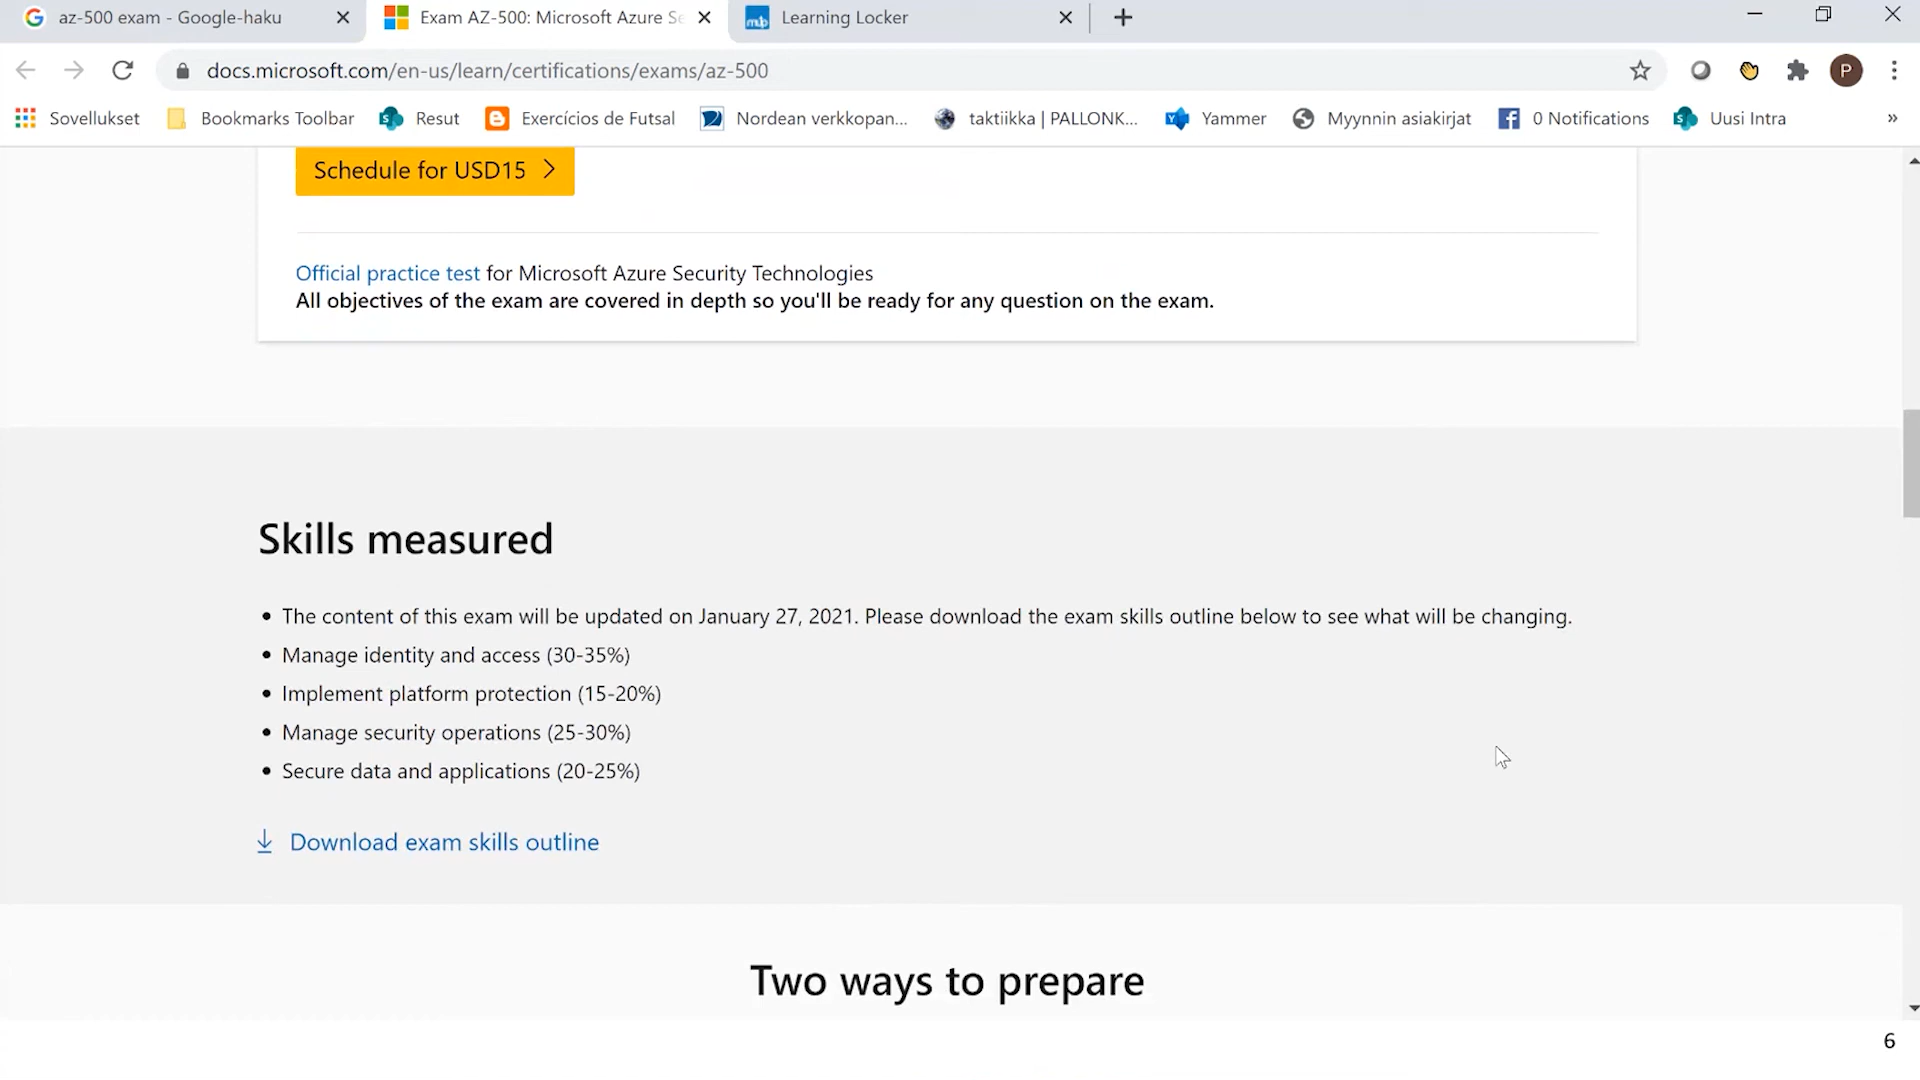 az-500 exam - Google-haku
Exam AZ-500: Microsoft Azure Se
mb
Learning Locker
docs.microsoft.com/en-us/learn/certifications/exams/az-500
P
Sovellukset
Bookmarks Toolbar
Resut
Exercícios de Futsal
Nordean verkkopan...
taktiikka | PALLONK...
Yammer
Myynnin asiakirjat
0 Notifications
Uusi Intra
»
Schedule for USD15
Official practice test for Microsoft Azure Security Technologies
All objectives of the exam are covered in depth so you'll be ready for any question on the exam.
Skills measured
• The content of this exam will be updated on January 27, 2021. Please download the exam skills outline below to see what will be changing.
• Manage identity and access (30-35%)
• Implement platform protection (15-20%)
• Manage security operations (25-30%)
• Secure data and applications (20-25%)
Download exam skills outline
Two ways to prepare
6